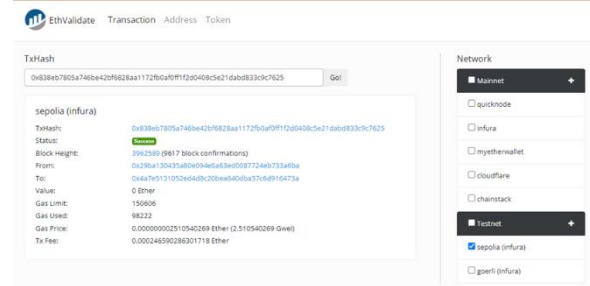 EthValidate Transaction Address Token
TxHash
0x838eb7805a746be42bf6828aa1172fb0af0ff1f2d0408c5e21dabd833c9c7625 Go!
sepolia (infura)
TxHash: 0x838eb7805a746be42bf6828aa1172fb0af0ff1f2d0408c5e21dabd833c9c7625
Status: Success
Block Height: 3962589 (9617 block confirmations)
From: 0x29ba130435a80e094e6a63ed0887724eb733a6ba
To: 0x4a7e5131052ed4d8c20bea640dba37c6d916473a
Value: 0 Ether
Gas Limit: 150606
Gas Used: 98222
Gas Price: 0.000000002510540269 Ether (2.510540269 Gwei)
Tx Fee: 0.000246590286301718 Ether
Network
Mainnet +
quicknode
infura
myetherwallet
cloudflare
chainstack
Testnet +
sepolia (infura)
goerli (infura)